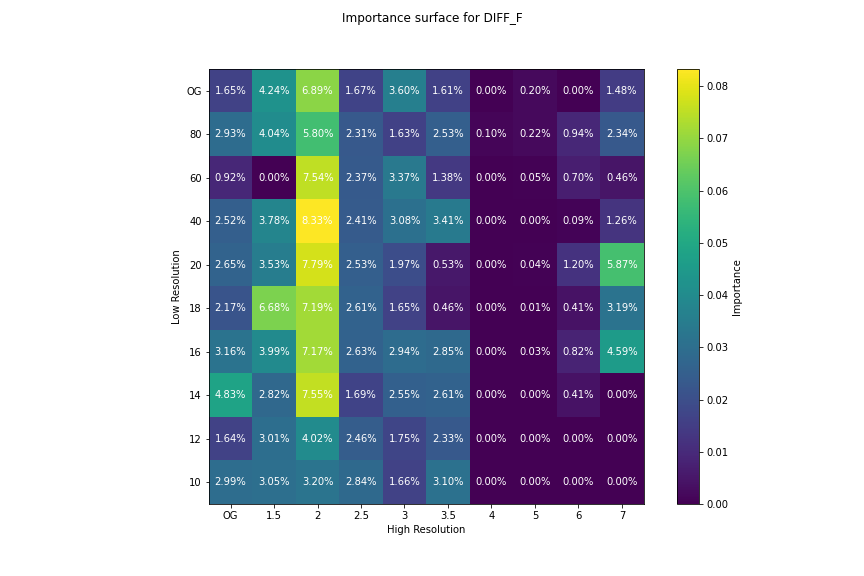 Importance surface for DIFF_F
OG 1.65% 4.24% 6.89% 1.67% 3.60% 1.61% 0.00% 0.20% 0.00% 1.48%
80 2.93% 4.04% 5.80% 2.31% 1.63% 2.53% 0.10% 0.22% 0.94% 2.34%
60 0.92% 0.00% 7.54% 2.37% 3.37% 1.38% 0.00% 0.05% 0.70% 0.46%
40 2.52% 3.78% 8.33% 2.41% 3.08% 3.41% 0.00% 0.00% 0.09% 1.26%
20 2.65% 3.53% 7.79% 2.53% 1.97% 0.53% 0.00% 0.04% 1.20% 5.87%
18 2.17% 6.68% 7.19% 2.61% 1.65% 0.46% 0.00% 0.01% 0.41% 3.19%
16 3.16% 3.99% 7.17% 2.63% 2.94% 2.85% 0.00% 0.03% 0.82% 4.59%
14 4.83% 2.82% 7.55% 1.69% 2.55% 2.61% 0.00% 0.00% 0.41% 0.00%
12 1.64% 3.01% 4.02% 2.46% 1.75% 2.33% 0.00% 0.00% 0.00% 0.00%
10 2.99% 3.05% 3.20% 2.84% 1.66% 3.10% 0.00% 0.00% 0.00% 0.00%
OG 1.5 2 2.5 3 3.5 4 5 6 7
High Resolution
Low Resolution
0.08
0.07
0.06
0.05
0.04
0.03
0.02
0.01
0.00
Importance